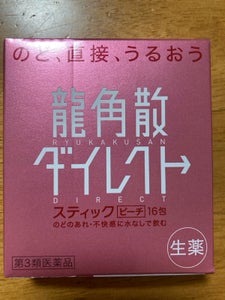 のど、直接、うるおう
龍角散
RYUKAKUSAN
ダイレクト
DIRECT
スティック ピーチ 16包
のどのあれ・不快感に水なしで飲む
第3類医薬品
生薬